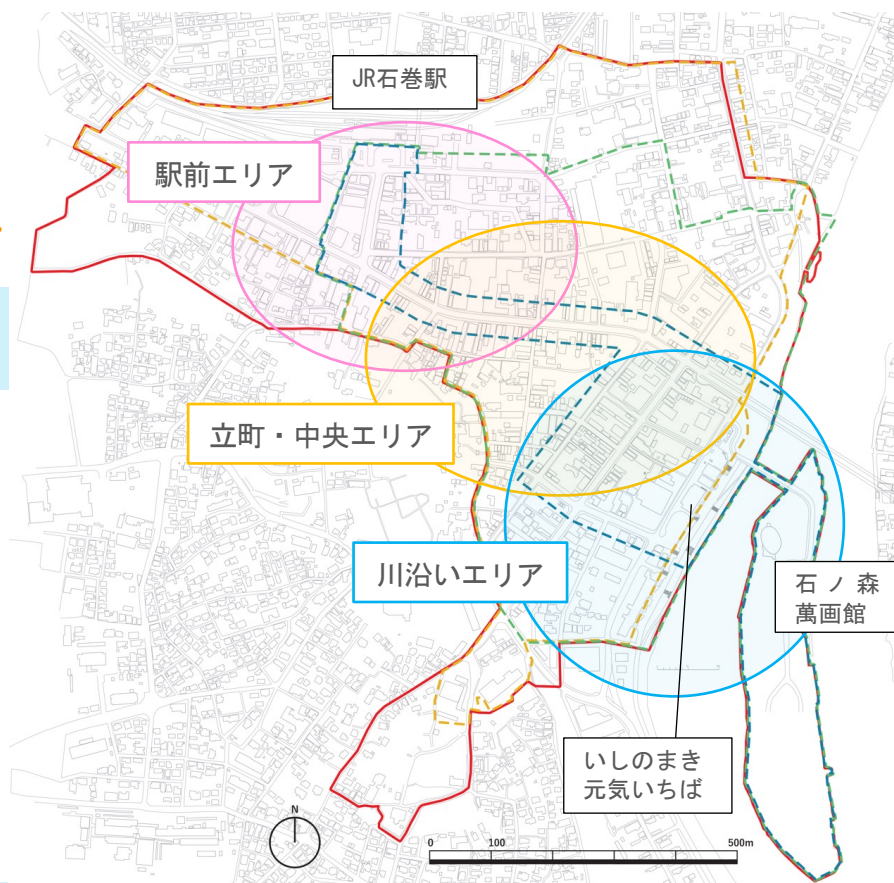 JR石巻駅
駅前エリア
立町・中央エリア
川沿いエリア
石ノ森
萬画館
いしのまき
元気いちば
N
0 100 500m